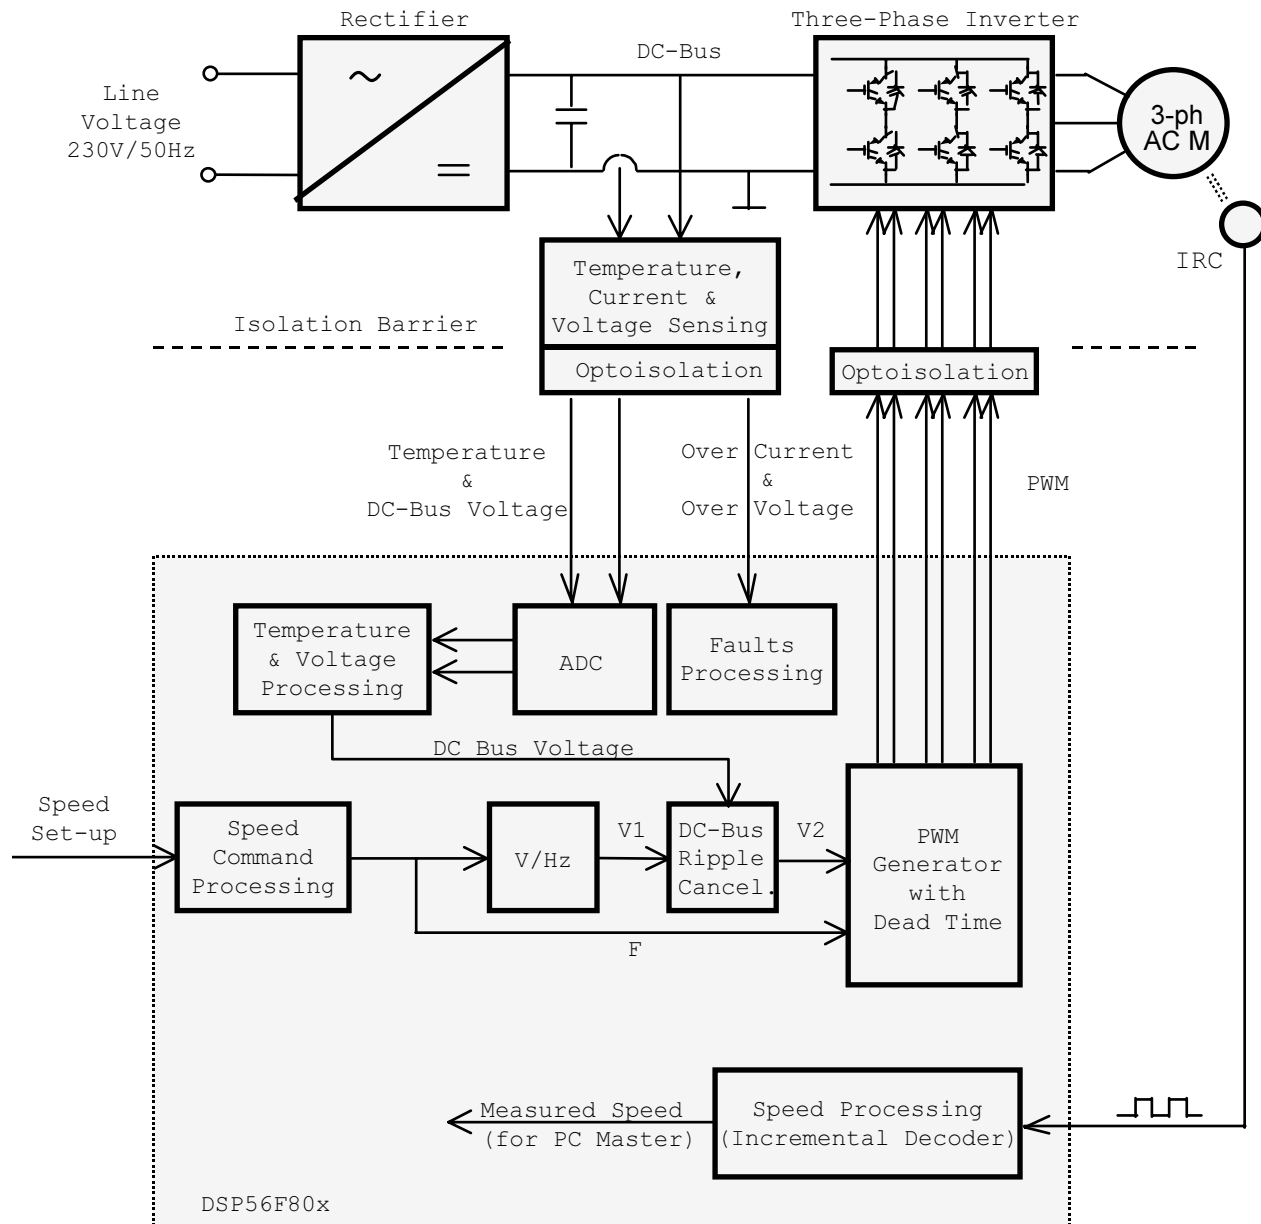 Rectifier
Three-Phase Inverter
DC-Bus
Line
Voltage
230V/50Hz
3-ph
AC M
IRC
Temperature,
Current &
Voltage Sensing
Isolation Barrier
Optoisolation
Optoisolation
Temperature
&
DC-Bus Voltage
Over Current
&
Over Voltage
PWM
Temperature
& Voltage
Processing
ADC
Faults
Processing
DC Bus Voltage
Speed
Set-up
Speed
Command
Processing
V/Hz
V1
DC-Bus
Ripple
Cancel.
V2
PWM
Generator
with
Dead Time
F
Measured Speed
(for PC Master)
Speed Processing
(Incremental Decoder)
DSP56F80x